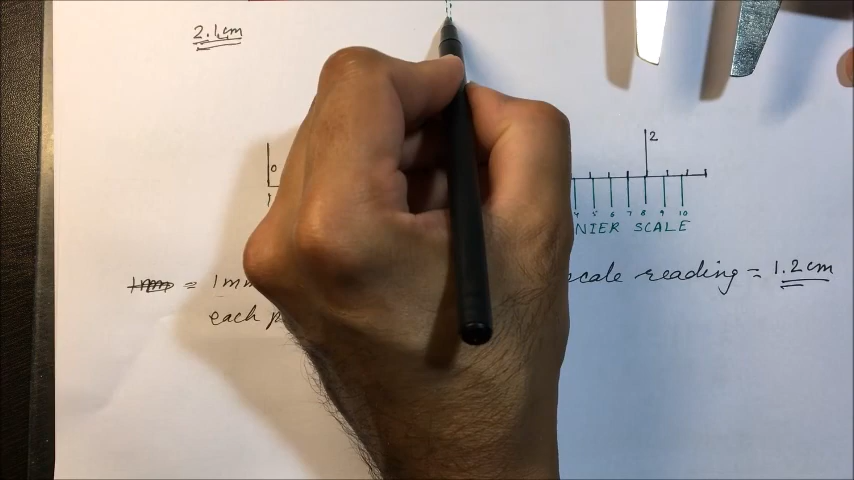 2.1cm
0 2
4 5 6 7 8 9 10
NIER SCALE
= 1mm scale reading = 1.2cm
each